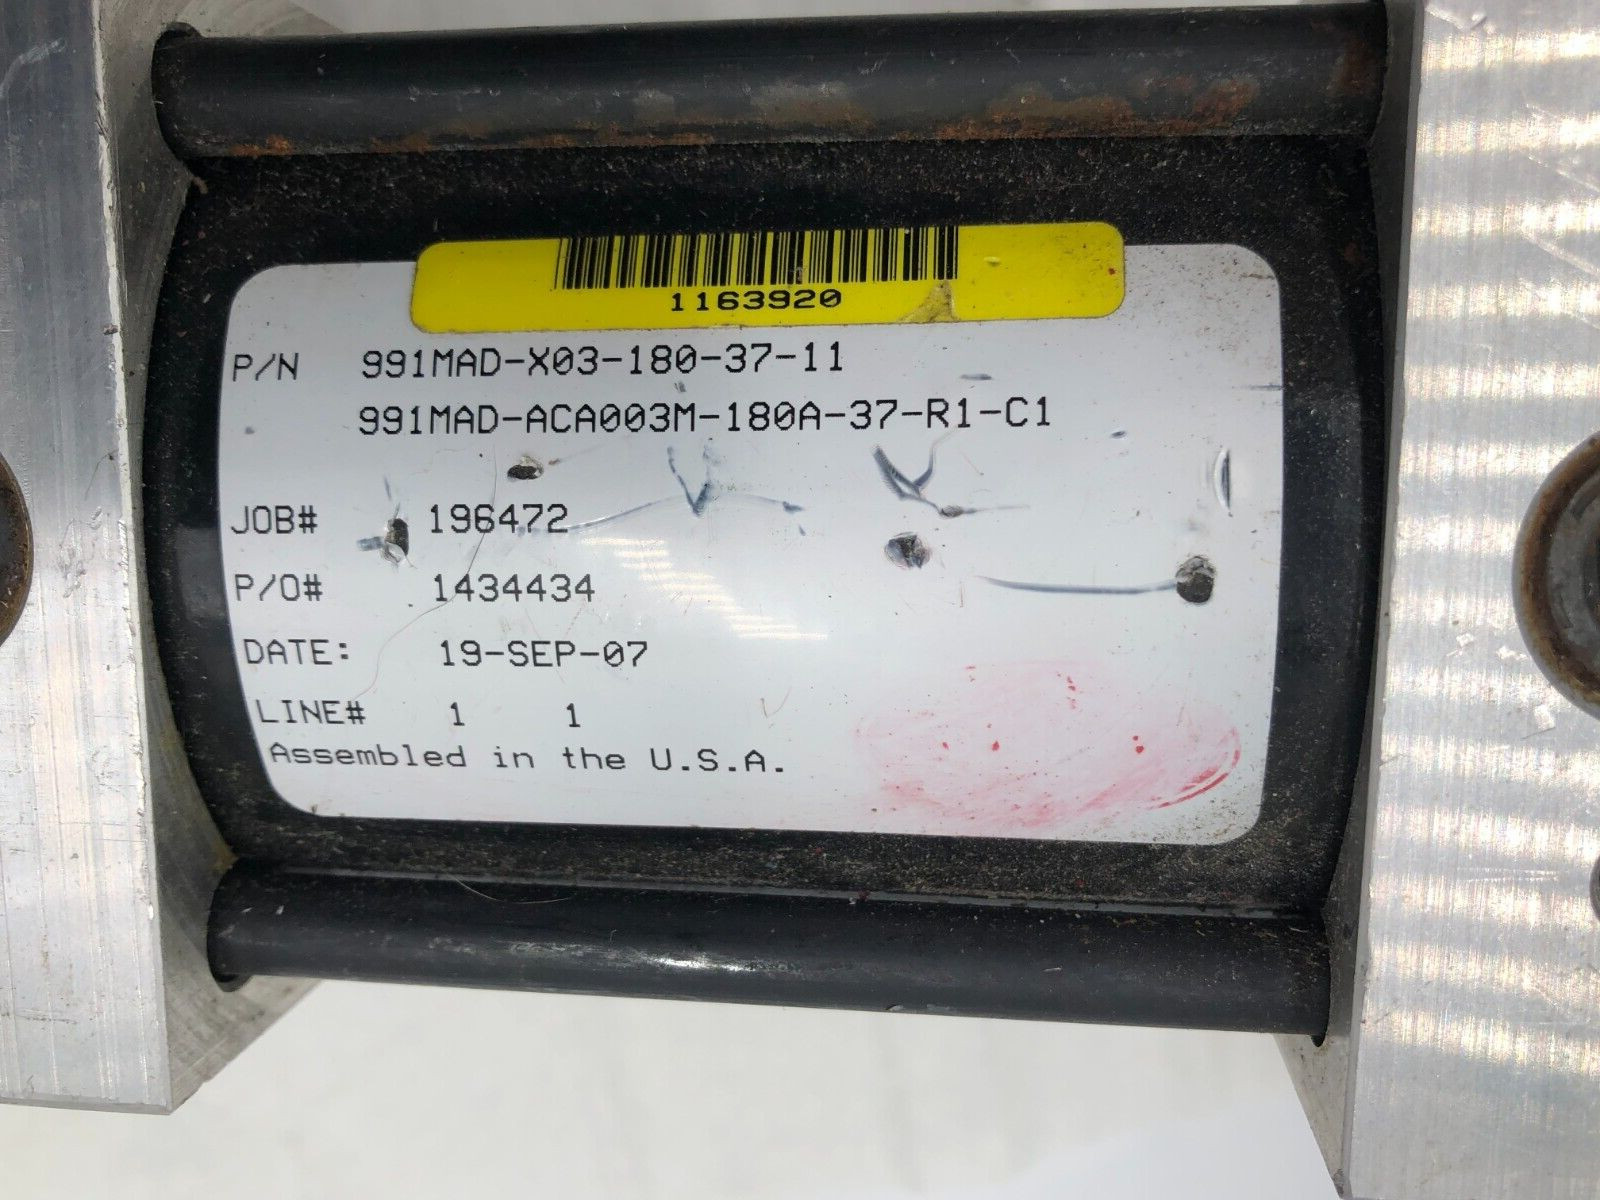 1163920
P/N 991MAD-X03-180-37-11
991MAD-ACA003M-180A-37-R1-C1
JOB# 196472
P/O# 1434434
DATE: 19-SEP-07
LINE# 1 1
Assembled in the U.S.A.